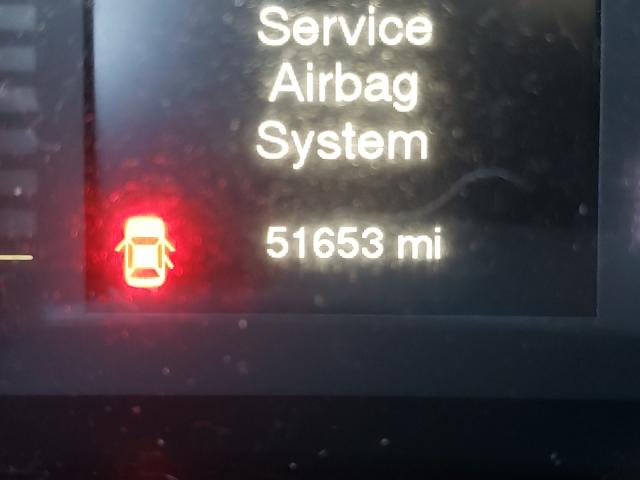 Service
Airbag
System
51653 mi